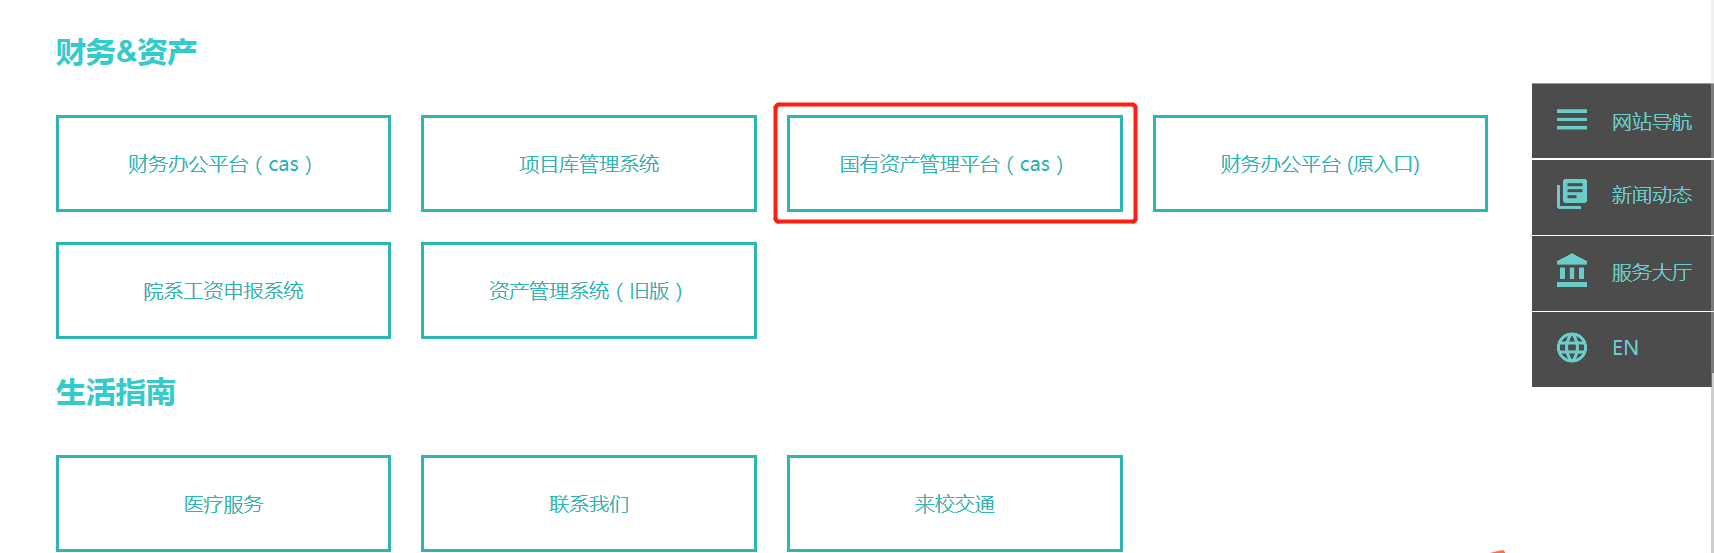 财务&资产
财务办公平台（cas）
项目库管理系统
国有资产管理平台（cas）
财务办公平台 (原入口)
院系工资申报系统
资产管理系统（旧版）
生活指南
医疗服务
联系我们
来校交通
网站导航
新闻动态
服务大厅
EN